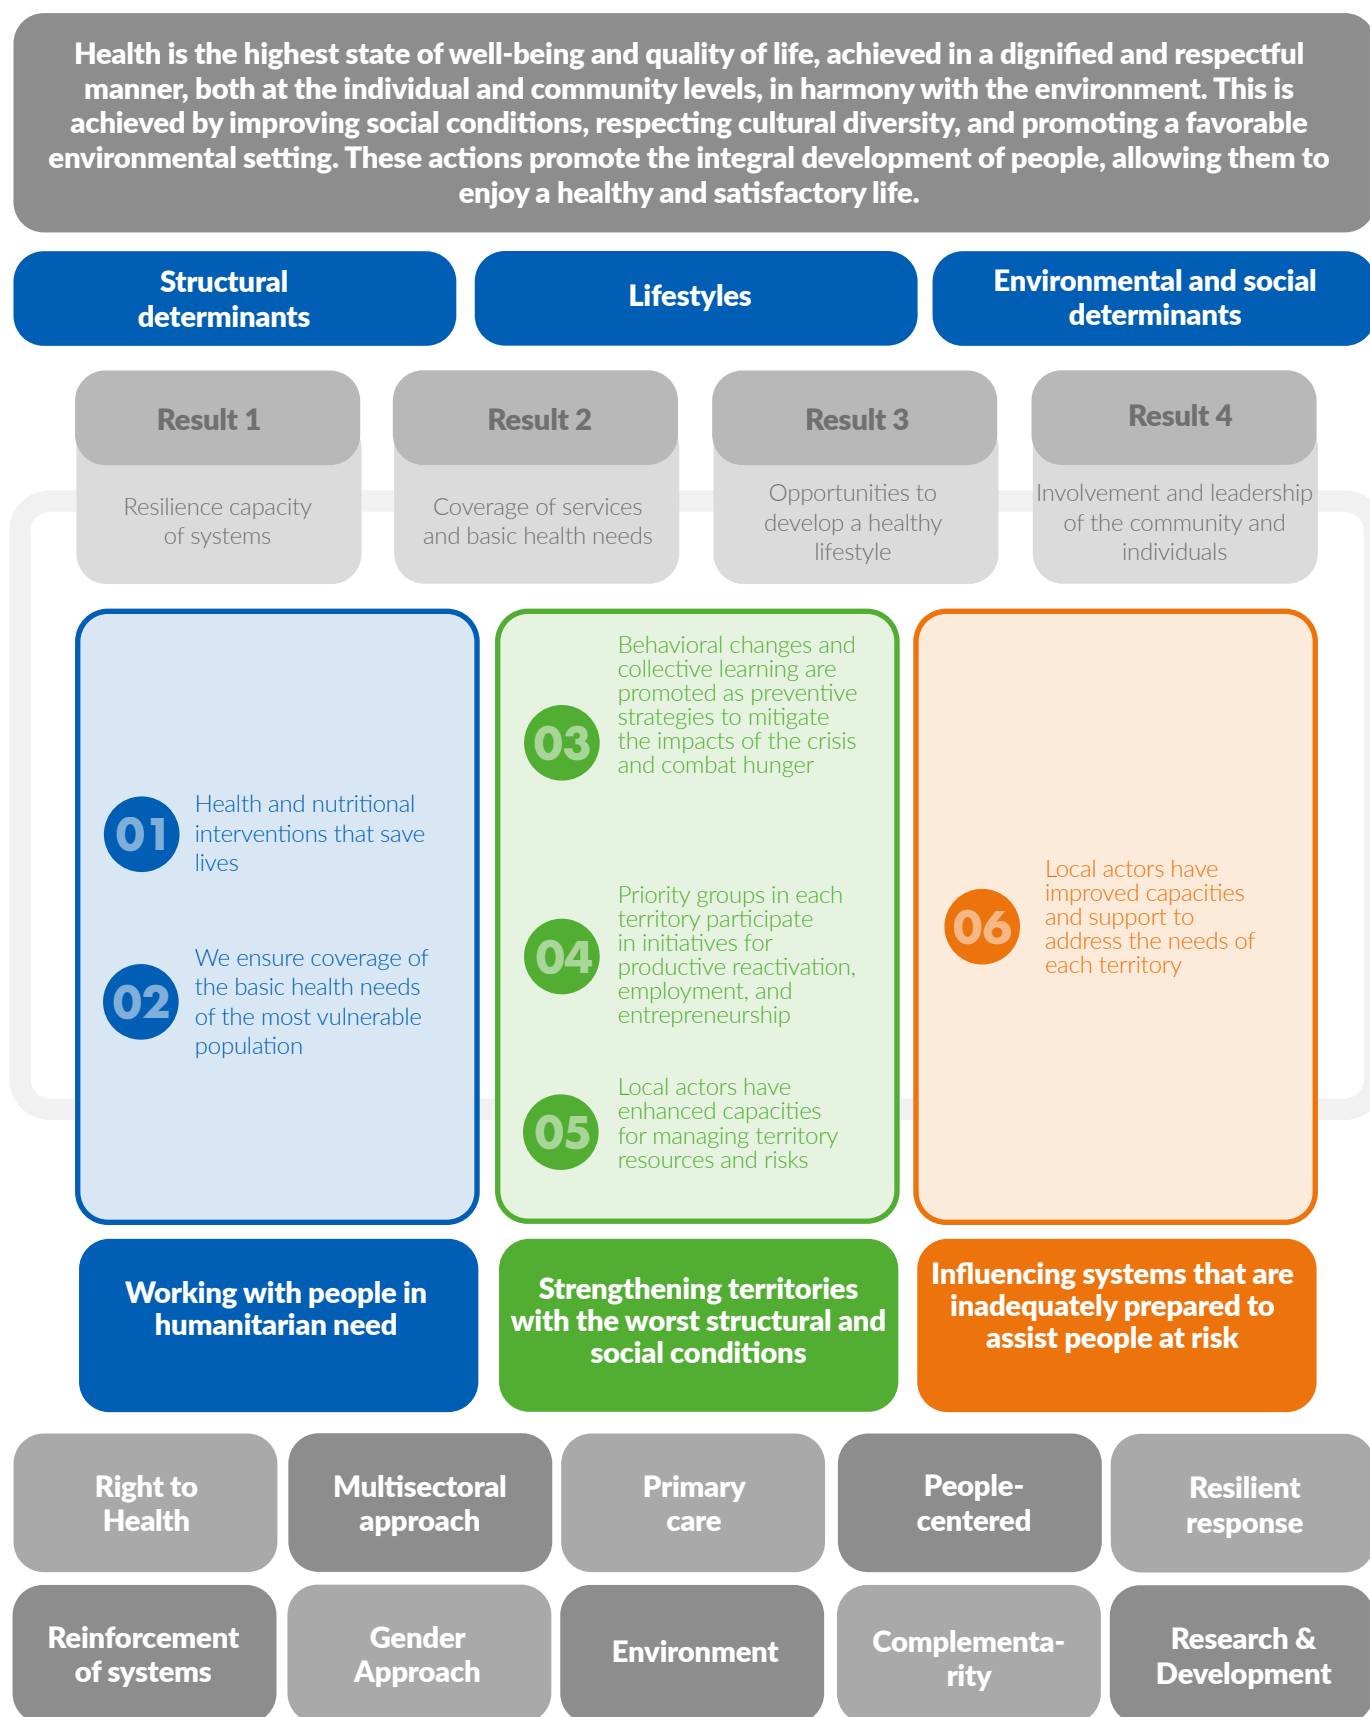 Health is the highest state of well-being and quality of life, achieved in a dignified and respectful
manner, both at the individual and community levels, in harmony with the environment. This is
achieved by improving social conditions, respecting cultural diversity, and promoting a favorable
environmental setting. These actions promote the integral development of people, allowing them to
enjoy a healthy and satisfactory life.
Structural
determinants
Lifestyles
Environmental and social
determinants
Result 1
Resilience capacity
of systems
Result 2
Coverage of services
and basic health needs
Result 3
Opportunities to
develop a healthy
lifestyle
Result 4
Involvement and leadership
of the community and
individuals
01
Health and nutritional
interventions that save
lives
02
We ensure coverage of
the basic health needs
of the most vulnerable
population
03
Behavioral changes and
collective learning are
promoted as preventive
strategies to mitigate
the impacts of the crisis
and combat hunger
04
Priority groups in each
territory participate
in initiatives for
productive reactivation,
employment, and
entrepreneurship
05
Local actors have
enhanced capacities
for managing territory
resources and risks
06
Local actors have
improved capacities
and support to
address the needs of
each territory
Working with people in
humanitarian need
Strengthening territories
with the worst structural and
social conditions
Influencing systems that are
inadequately prepared to
assist people at risk
Right to
Health
Multisectoral
approach
Primary
care
People-
centered
Resilient
response
Reinforcement
of systems
Gender
Approach
Environment
Complementa-
rity
Research &
Development